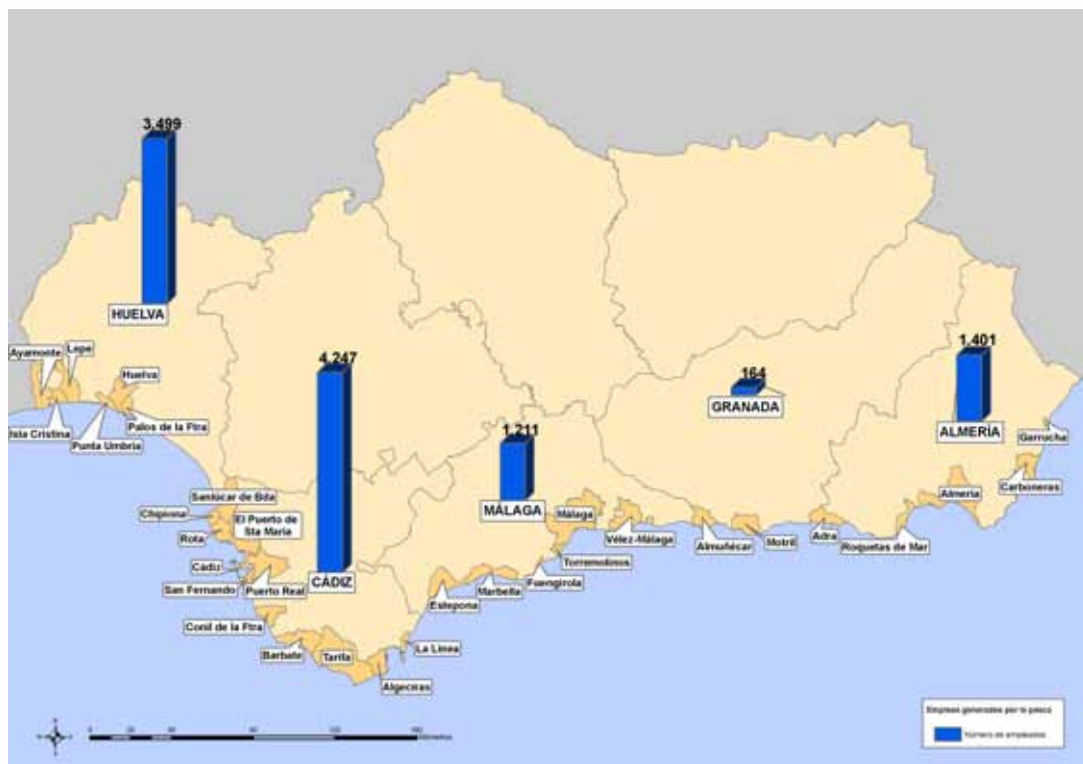 3.499
HUELVA
Ayamonte
Lepe
Huelva
Isla Cristina
Punta Umbría
Palos de la Ftra
4.247
CÁDIZ
1.211
MÁLAGA
164
GRANADA
1.401
ALMERÍA
Garrucha
Carboneras
Almería
Sanlúcar de Bda
Chipiona
El Puerto de
Sta María
Rota
Cádiz
San Fernando
Puerto Real
Conil de la Ftra
Barbate
Tarifa
Algeciras
La Línea
Estepona
Marbella
Fuengirola
Torremolinos
Málaga
Vélez-Málaga
Almuñécar
Motril
Adra
Roquetas de Mar
Empleos generados por la pesca
Número de empleados